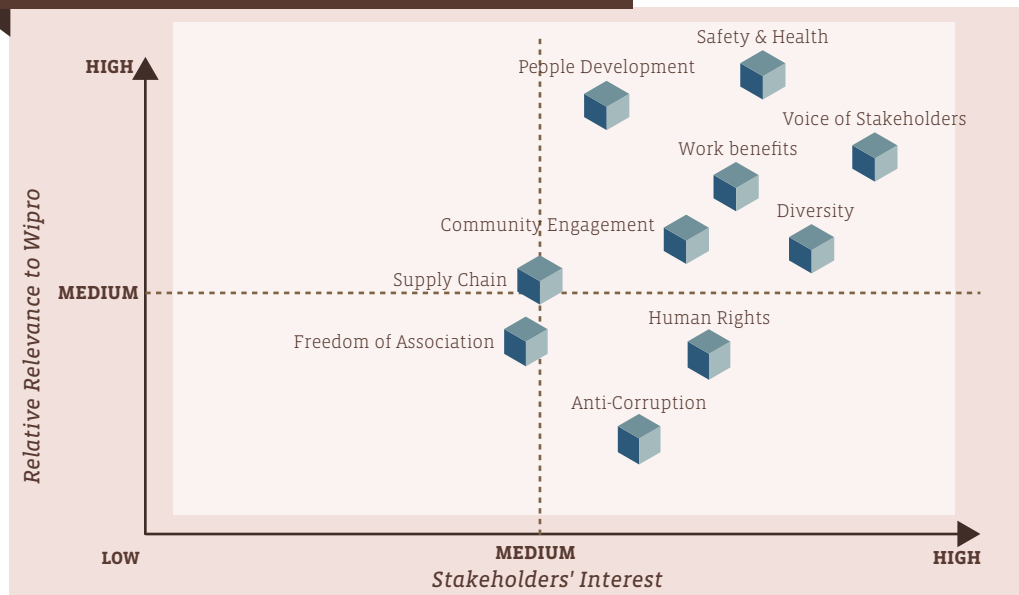 Safety & Health
HIGH
People Development
Voice of Stakeholders
Work benefits
Diversity
Community Engagement
Supply Chain
MEDIUM
Human Rights
Freedom of Association
Anti-Corruption
Relative Relevance to Wipro
LOW
MEDIUM
HIGH
Stakeholders' Interest